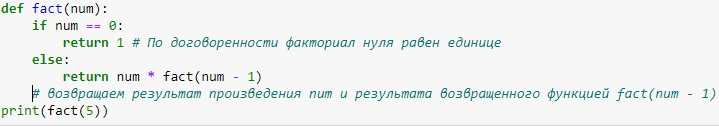 def fact(num):
    if num == 0:
        return 1 # По договоренности факториал нуля равен единице
    else:
        return num * fact(num - 1)
    # возвращаем результат произведения num и результата возвращенного функцией fact(num - 1)
print(fact(5))